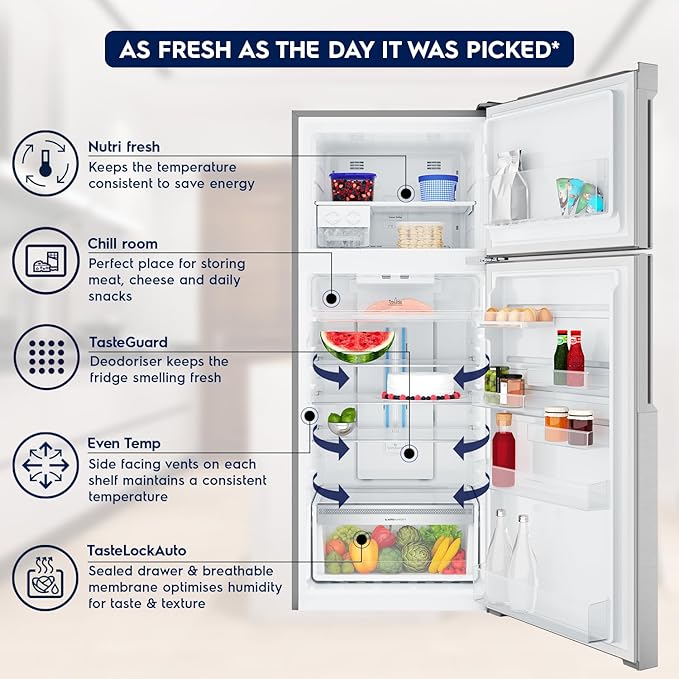 AS FRESH AS THE DAY IT WAS PICKED*
Nutri fresh
Keeps the temperature
consistent to save energy
Chill room
Perfect place for storing
meat, cheese and daily
snacks
TasteGuard
Deodoriser keeps the
fridge smelling fresh
Even Temp
Side facing vents on each
shelf maintains a consistent
temperature
TasteLockAuto
Sealed drawer & breathable
membrane optimises humidity
for taste & texture